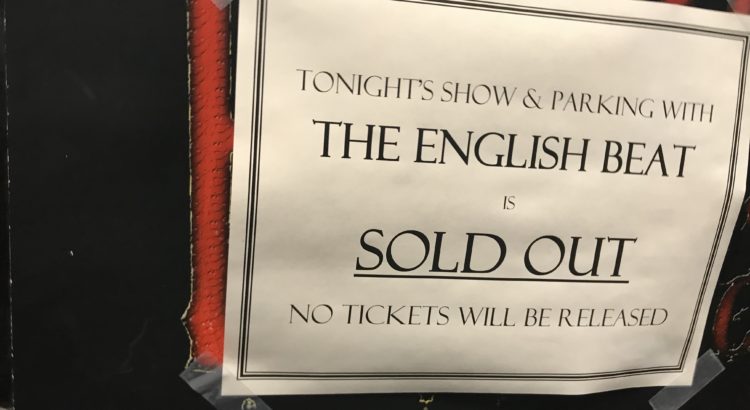 TONIGHT'S SHOW & PARKING WITH
THE ENGLISH BEAT
IS
SOLD OUT
NO TICKETS WILL BE RELEASED